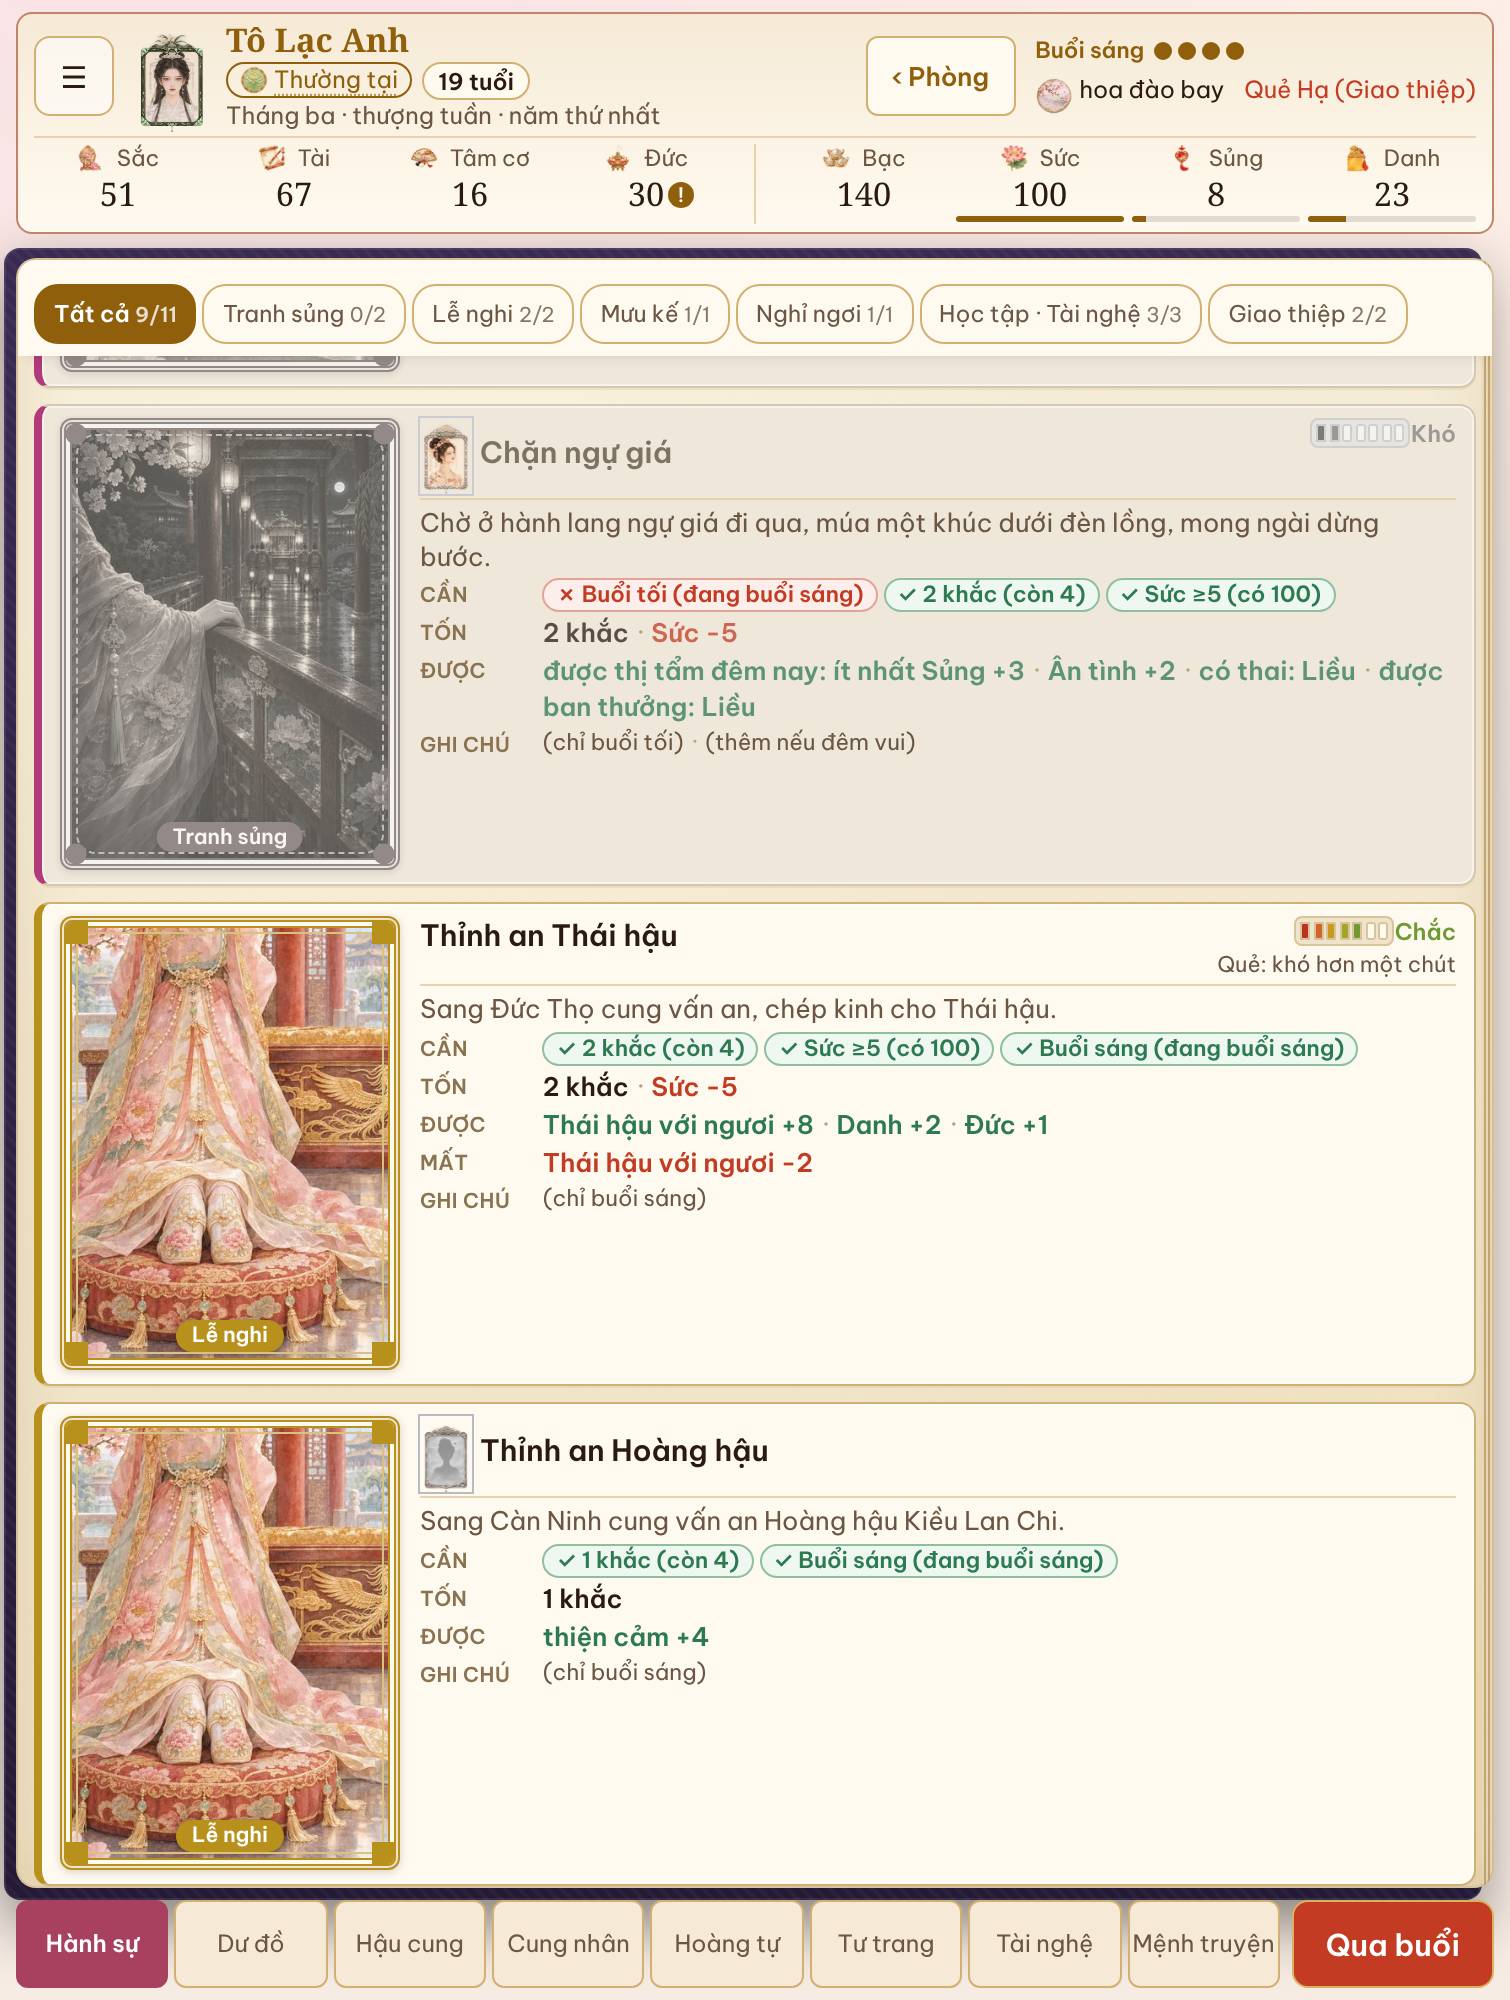 ☰
Tô Lạc Anh
Thường tại 19 tuổi
Tháng ba · thượng tuần · năm thứ nhất
‹ Phòng
Buổi sáng
hoa đào bay Quẻ Hạ (Giao thiệp)
Sắc Tài Tâm cơ Đức Bạc Sức Sủng Danh
51 67 16 30 ! 140 100 8 23
Tất cả 9/11 Tranh sủng 0/2 Lễ nghi 2/2 Mưu kế 1/1 Nghỉ ngơi 1/1 Học tập · Tài nghệ 3/3 Giao thiệp 2/2
Tranh sủng
Chặn ngự giá
Khó
Chờ ở hành lang ngự giá đi qua, múa một khúc dưới đèn lồng, mong ngài dừng
bước.
CẦN × Buổi tối (đang buổi sáng) ✓ 2 khắc (còn 4) ✓ Sức ≥5 (có 100)
TỐN 2 khắc · Sức -5
ĐƯỢC được thị tẩm đêm nay: ít nhất Sủng +3 · Ân tình +2 · có thai: Liều · được
ban thưởng: Liều
GHI CHÚ (chỉ buổi tối) · (thêm nếu đêm vui)
Lễ nghi
Thỉnh an Thái hậu
Chắc
Quẻ: khó hơn một chút
Sang Đức Thọ cung vấn an, chép kinh cho Thái hậu.
CẦN ✓ 2 khắc (còn 4) ✓ Sức ≥5 (có 100) ✓ Buổi sáng (đang buổi sáng)
TỐN 2 khắc · Sức -5
ĐƯỢC Thái hậu với ngươi +8 · Danh +2 · Đức +1
MẤT Thái hậu với ngươi -2
GHI CHÚ (chỉ buổi sáng)
Lễ nghi
Thỉnh an Hoàng hậu
Sang Càn Ninh cung vấn an Hoàng hậu Kiều Lan Chi.
CẦN ✓ 1 khắc (còn 4) ✓ Buổi sáng (đang buổi sáng)
TỐN 1 khắc
ĐƯỢC thiện cảm +4
GHI CHÚ (chỉ buổi sáng)
Hành sự Dư đồ Hậu cung Cung nhân Hoàng tự Tư trang Tài nghệ Mệnh truyện Qua buổi